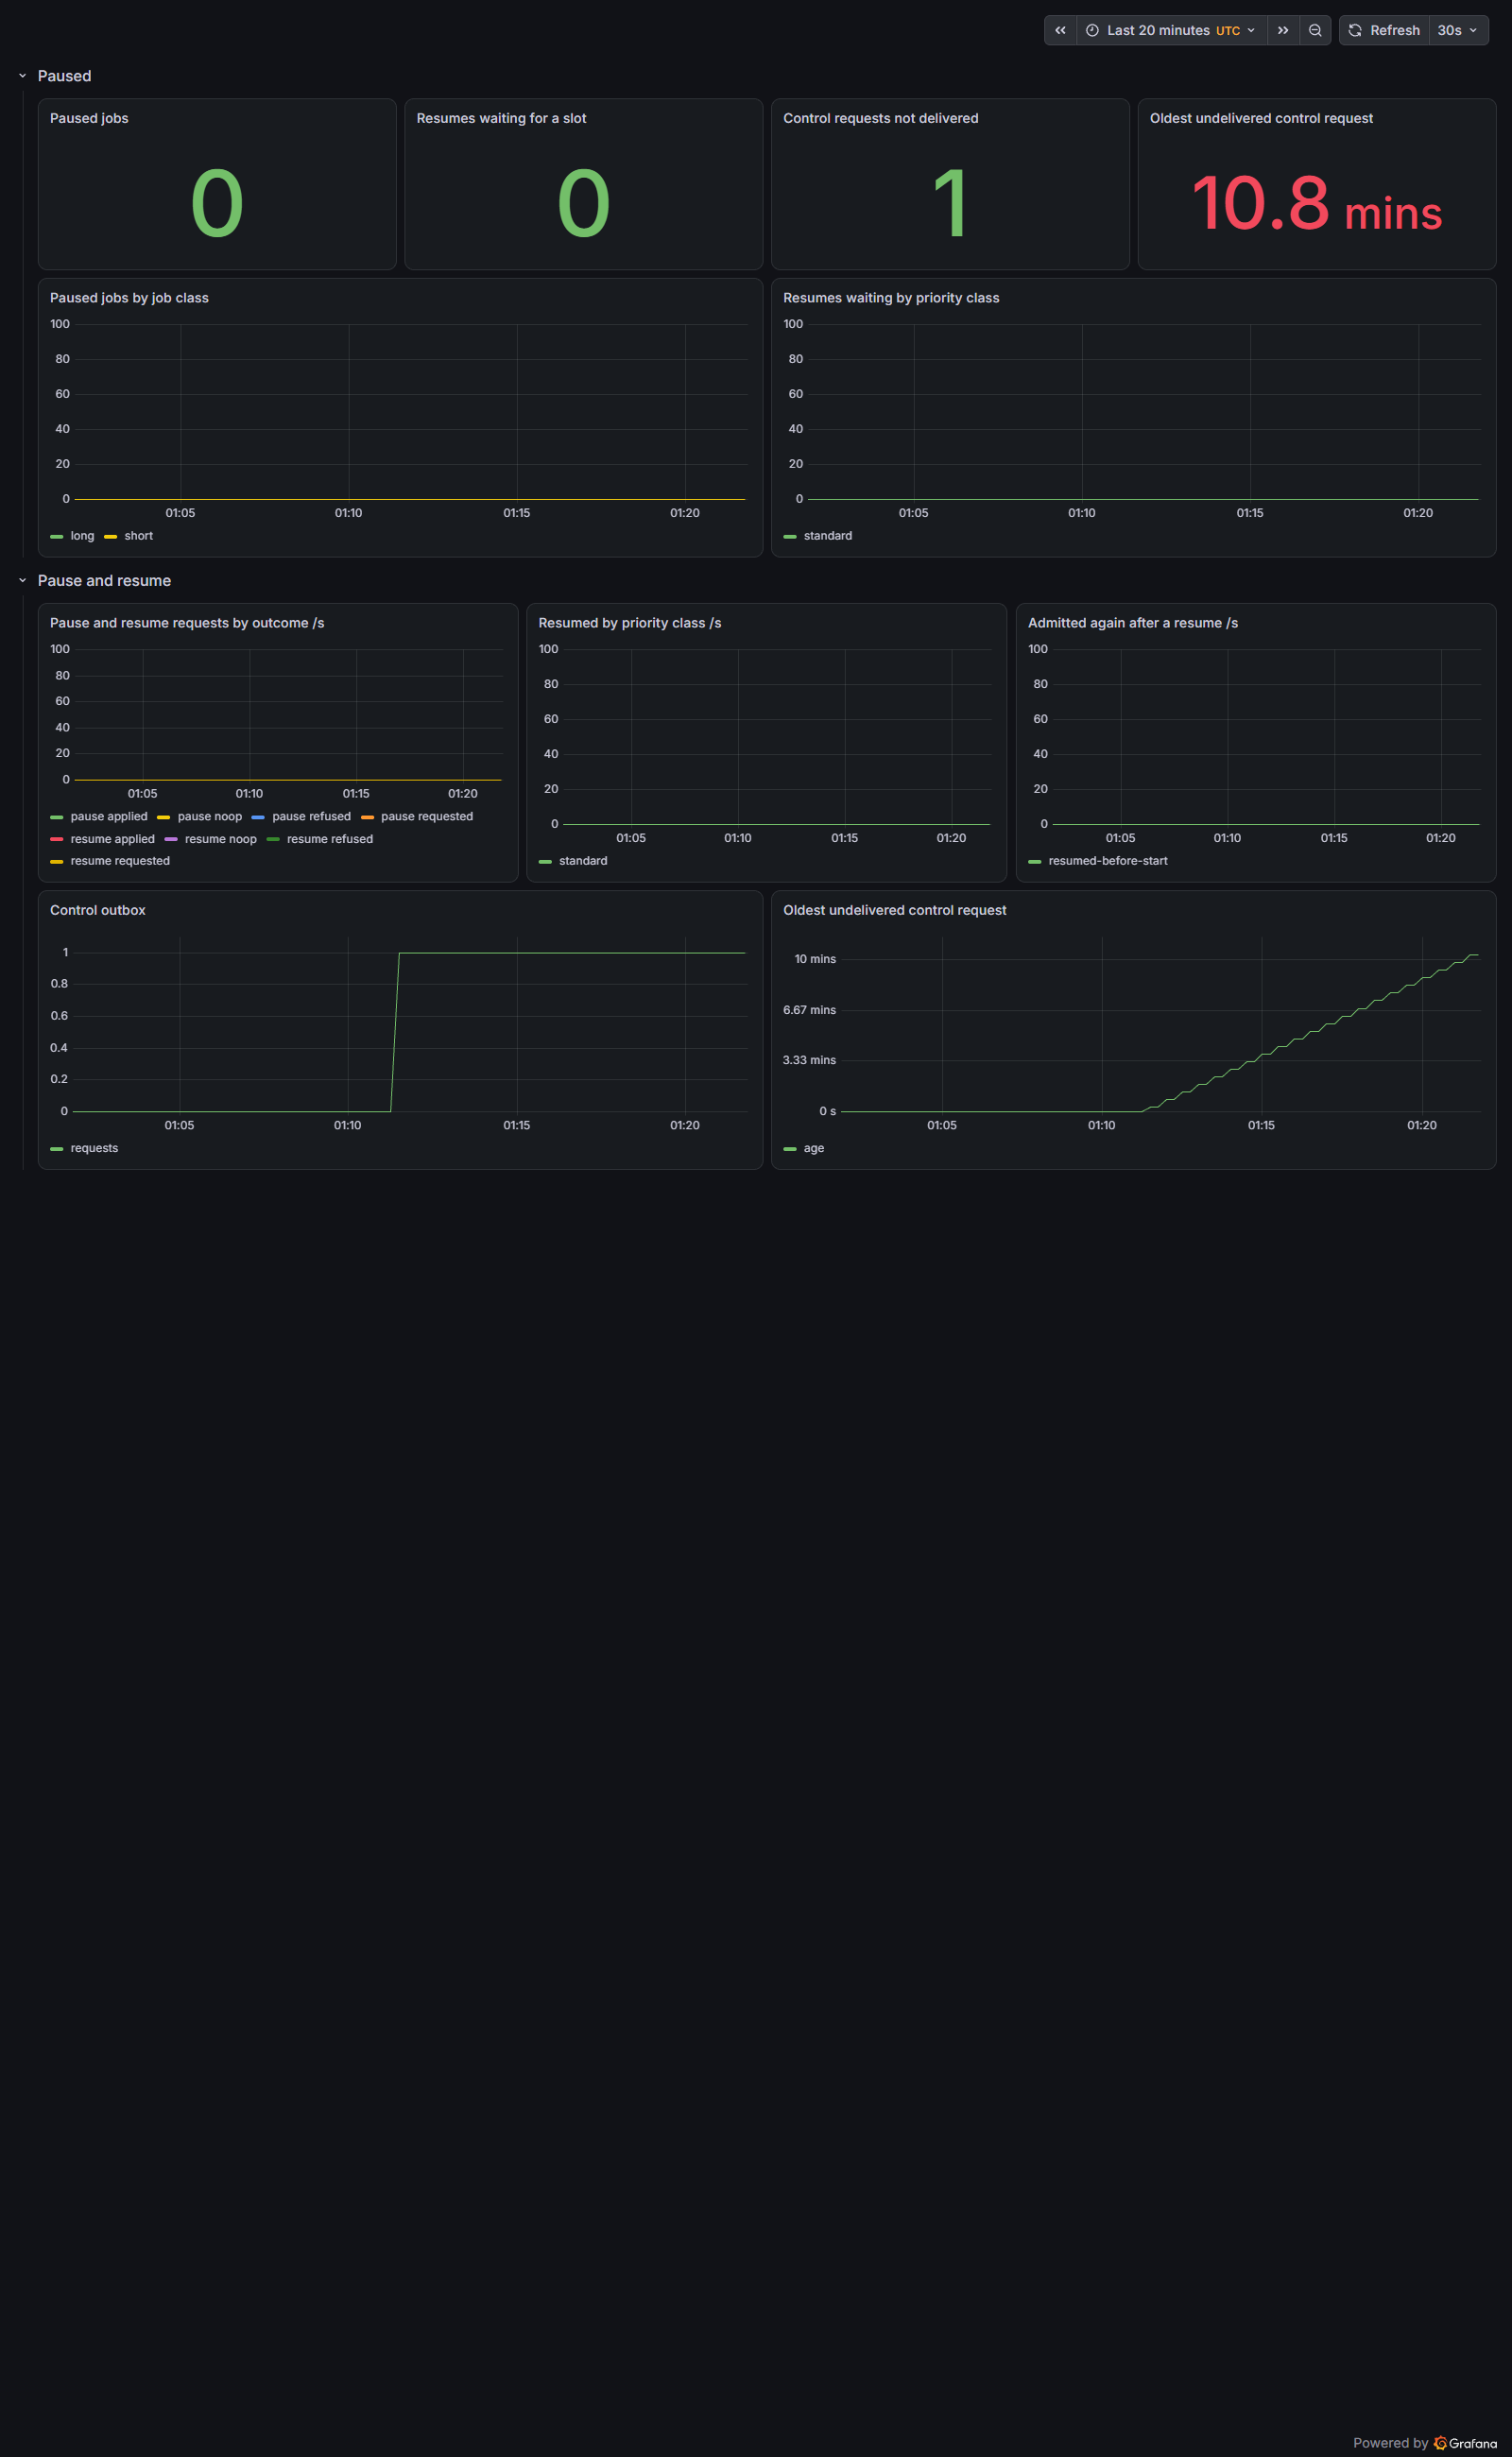 Last 20 minutes UTC
Refresh 30s
Paused
Paused jobs
0
Resumes waiting for a slot
0
Control requests not delivered
1
Oldest undelivered control request
10.8 mins
Paused jobs by job class
100
80
60
40
20
0
01:05 01:10 01:15 01:20
long short
Resumes waiting by priority class
100
80
60
40
20
0
01:05 01:10 01:15 01:20
standard
Pause and resume
Pause and resume requests by outcome /s
100
80
60
40
20
0
01:05 01:10 01:15 01:20
pause applied pause noop pause refused pause requested
resume applied resume noop resume refused
resume requested
Resumed by priority class /s
100
80
60
40
20
0
01:05 01:10 01:15 01:20
standard
Admitted again after a resume /s
100
80
60
40
20
0
01:05 01:10 01:15 01:20
resumed-before-start
Control outbox
1
0.8
0.6
0.4
0.2
0
01:05 01:10 01:15 01:20
requests
Oldest undelivered control request
10 mins
6.67 mins
3.33 mins
0 s
01:05 01:10 01:15 01:20
age
Powered by Grafana